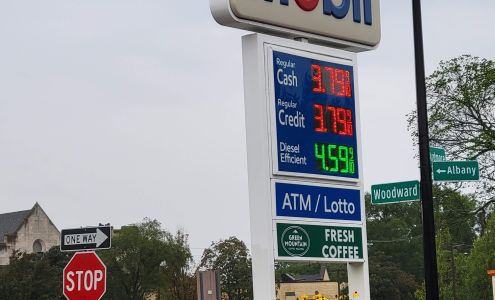 Mobil
Regular
Cash
3.79 9/10
Regular
Credit
3.79 9/10
Diesel
Efficient
4.59 9/10
ATM / Lotto
GREEN
MOUNTAIN
FRESH
COFFEE
ONE WAY
STOP
Woodward
Albany